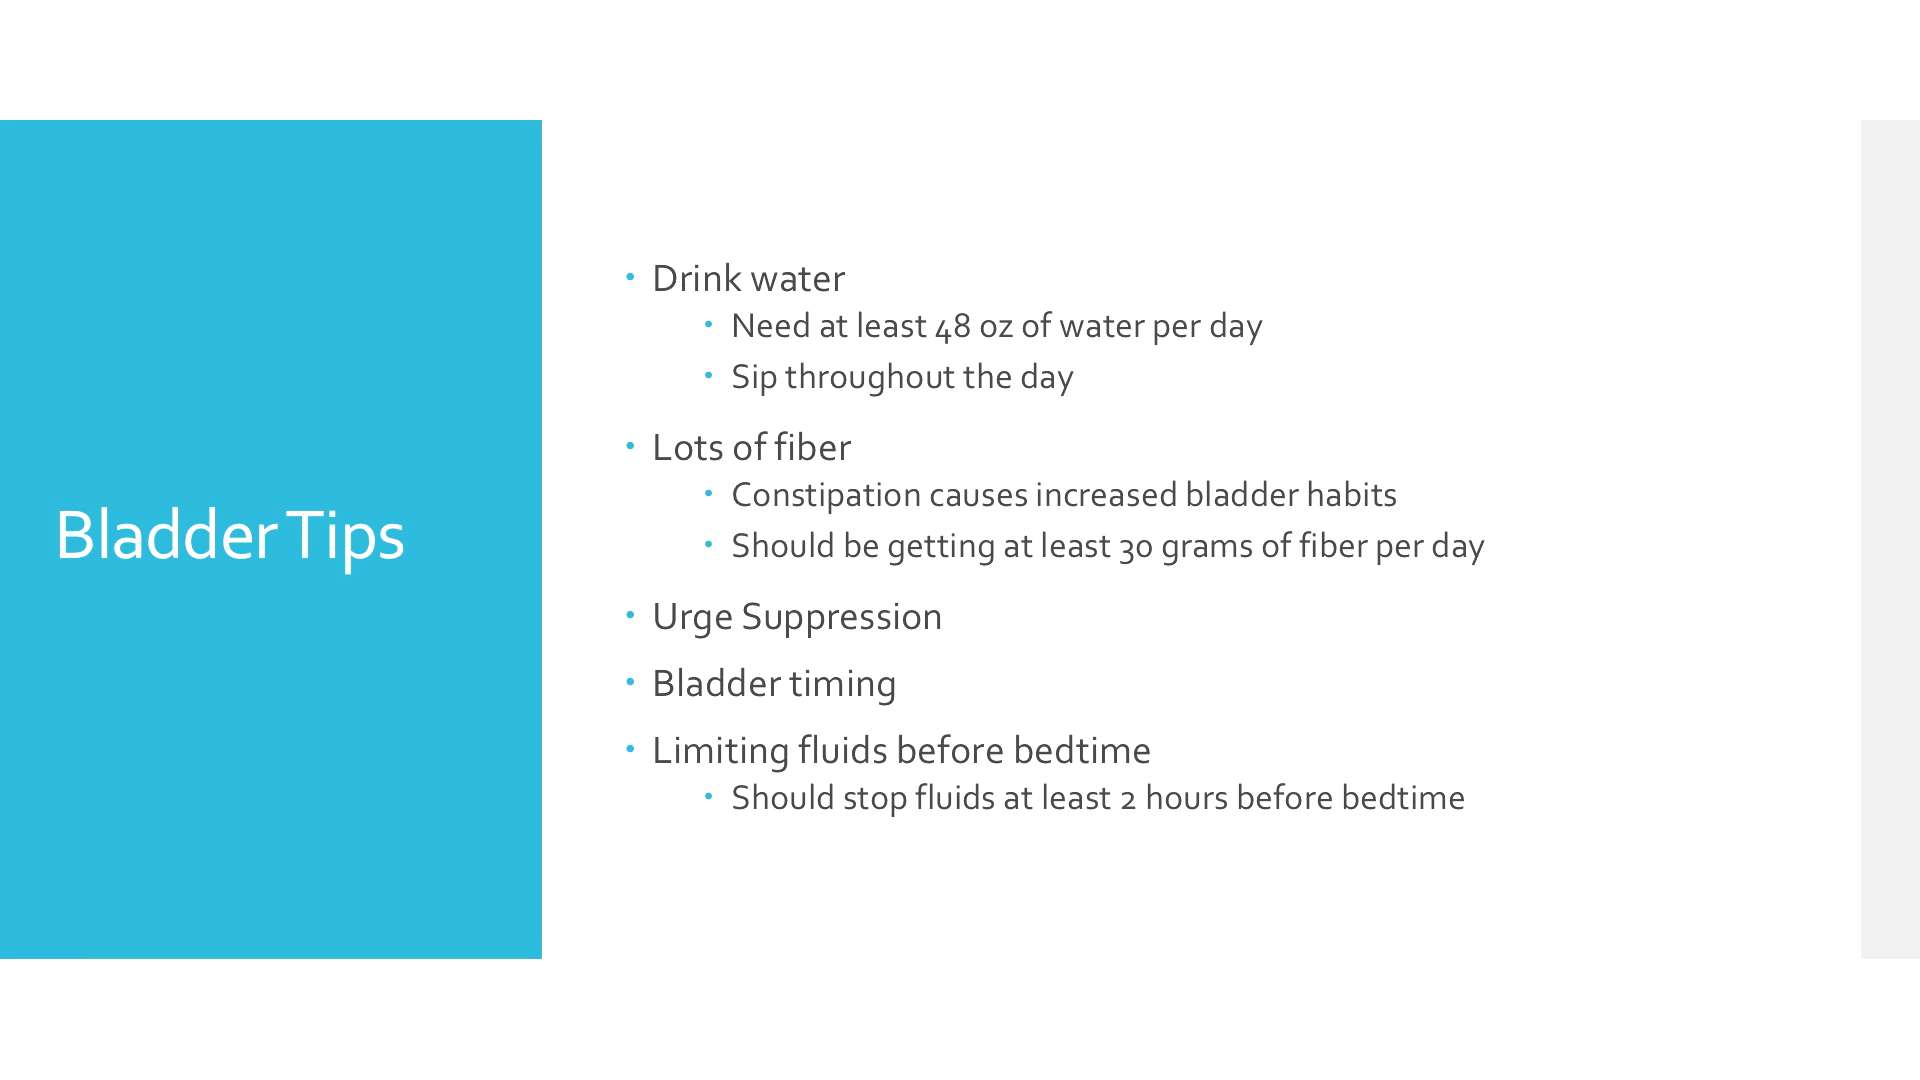 Bladder Tips
• Drink water
• Need at least 48 oz of water per day
• Sip throughout the day
• Lots of fiber
• Constipation causes increased bladder habits
• Should be getting at least 30 grams of fiber per day
• Urge Suppression
• Bladder timing
• Limiting fluids before bedtime
• Should stop fluids at least 2 hours before bedtime